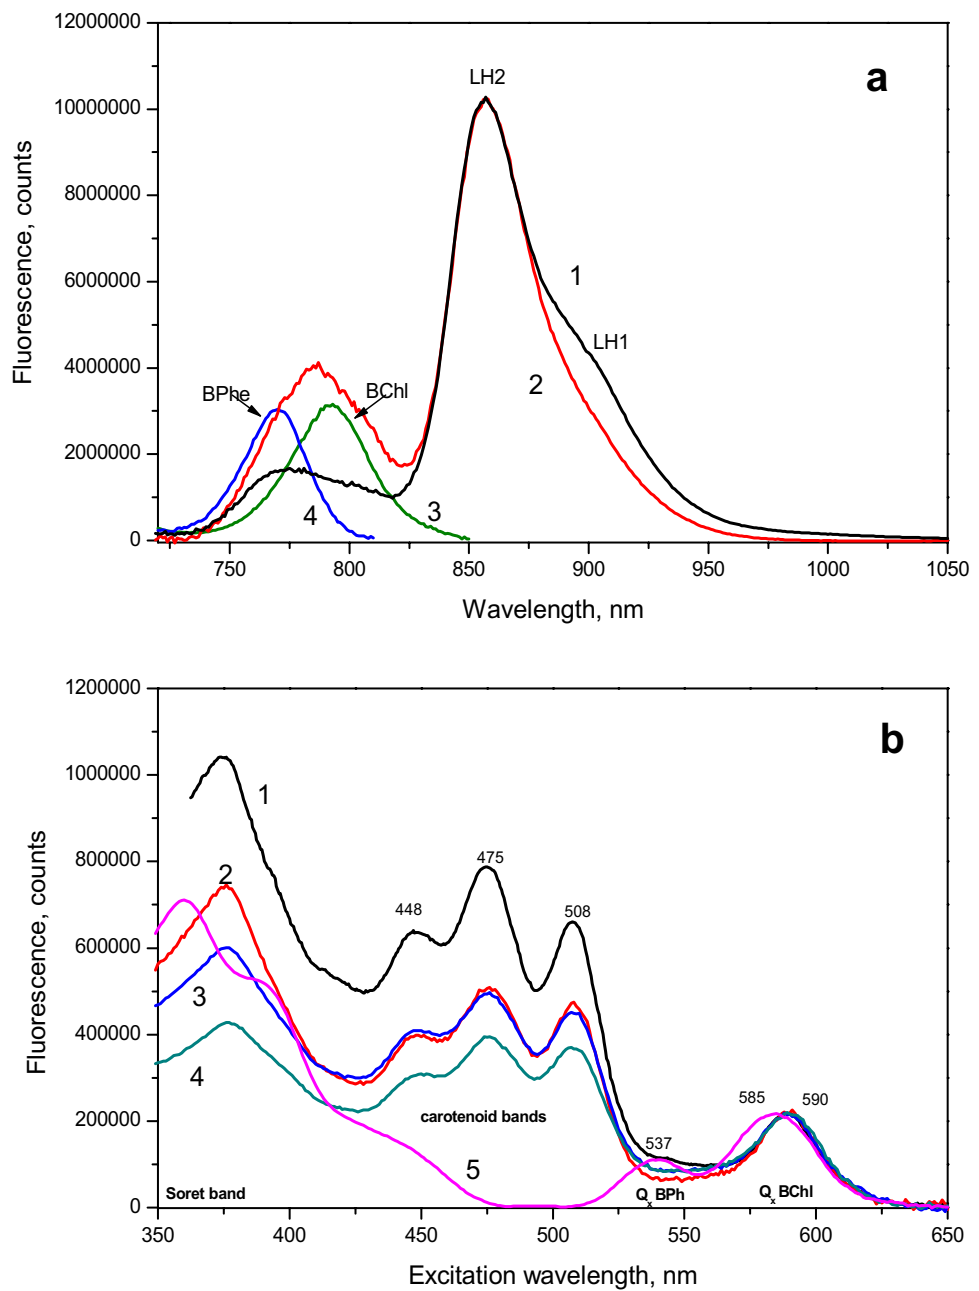 12000000
a
LH2
10000000
8000000
6000000
4000000
2000000
0
Fluorescence, counts
1
LH1
2
BPhe
BChl
4
3
750 800 850 900 950 1000 1050
Wavelength, nm
1200000
b
1000000
800000
600000
400000
200000
0
Fluorescence, counts
1
2
3
4
448
475
508
carotenoid bands
5
537
585
590
Soret band
Qx BPh
Qx BChl
350 400 450 500 550 600 650
Excitation wavelength, nm